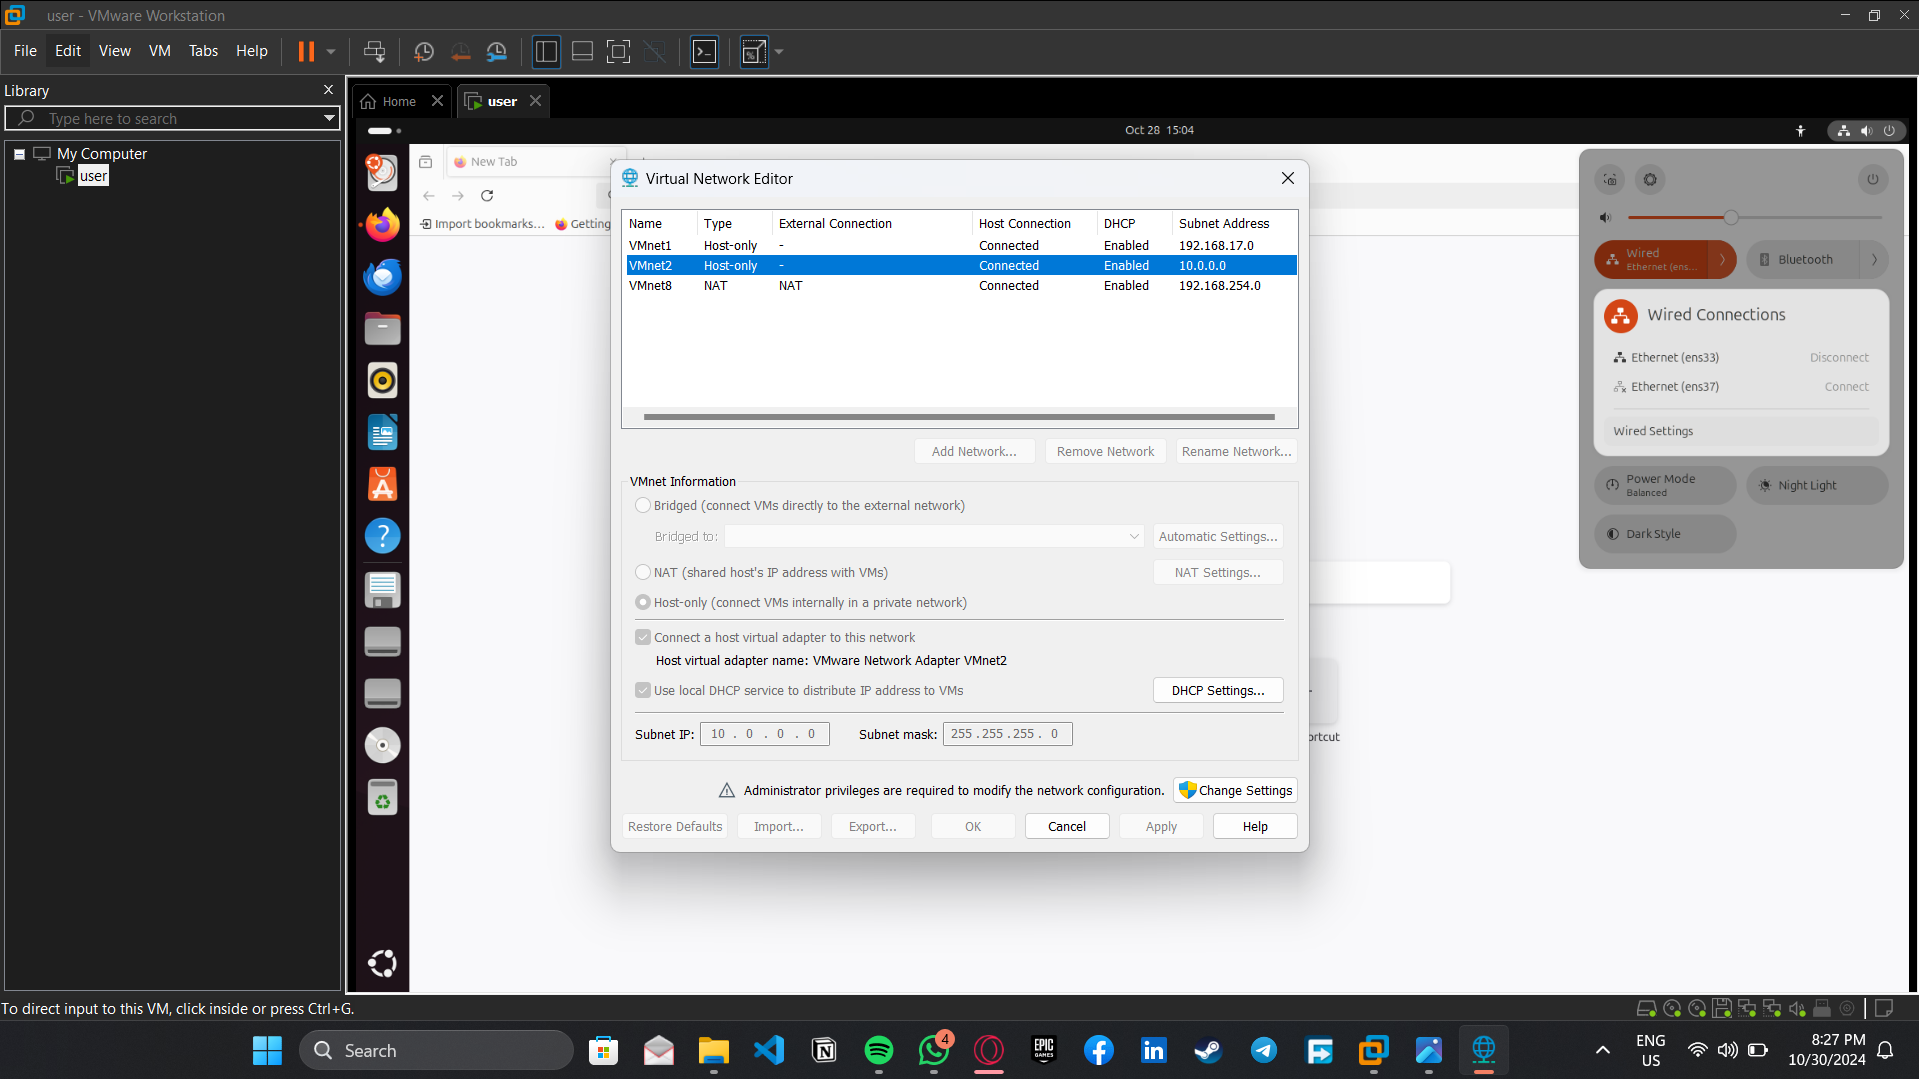 user - VMware Workstation
File Edit View VM Tabs Help
Library
Type here to search
My Computer
user
Home
user
Oct 28 15:04
New Tab
Import bookmarks...
Getting
Virtual Network Editor
Name Type External Connection Host Connection DHCP Subnet Address
VMnet1 Host-only - Connected Enabled 192.168.17.0
VMnet2 Host-only - Connected Enabled 10.0.0.0
VMnet8 NAT NAT Connected Enabled 192.168.254.0
Add Network... Remove Network Rename Network...
VMnet Information
Bridged (connect VMs directly to the external network)
Bridged to: Automatic Settings...
NAT (shared host's IP address with VMs) NAT Settings...
Host-only (connect VMs internally in a private network)
Connect a host virtual adapter to this network
Host virtual adapter name: VMware Network Adapter VMnet2
Use local DHCP service to distribute IP address to VMs DHCP Settings...
Subnet IP: 10 . 0 . 0 . 0 Subnet mask: 255 . 255 . 255 . 0
Administrator privileges are required to modify the network configuration. Change Settings
Restore Defaults Import... Export... OK Cancel Apply Help
ortcut
Wired
Ethernet (ens...
Bluetooth
Wired Connections
Ethernet (ens33) Disconnect
Ethernet (ens37) Connect
Wired Settings
Power Mode
Balanced
Night Light
Dark Style
To direct input to this VM, click inside or press Ctrl+G.
Search
4
EPIC
GAMES
ENG
US
8:27 PM
10/30/2024